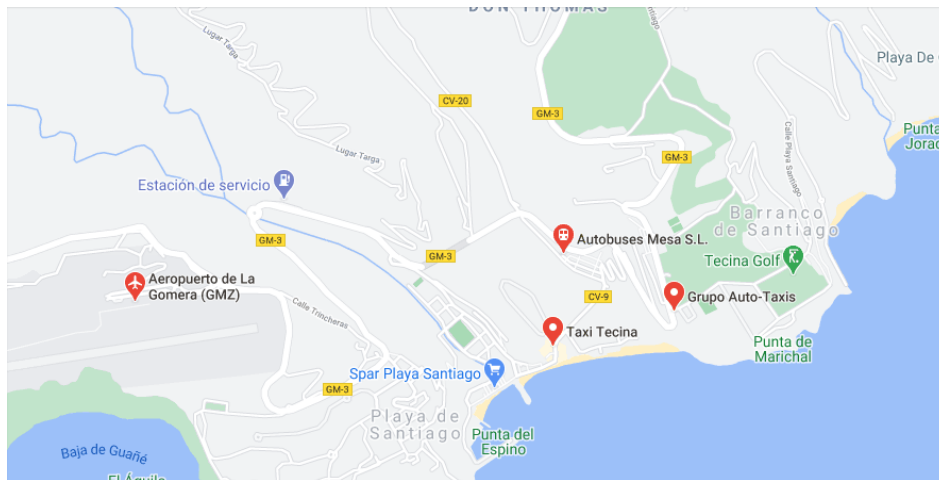 DON THOMAS
Santiago
Lugar Targa
CV-20
GM-3
Playa De
Punta
Jorad
Lugar Targa
GM-3
Calle Playa Santiago
Estación de servicio
Barranco
de Santiago
GM-3
Autobuses Mesa S.L.
GM-3
Tecina Golf
Aeropuerto de La
Gomera (GMZ)
Calle Trincheras
CV-9
Grupo Auto-Taxis
Taxi Tecina
Punta de
Marichal
Spar Playa Santiago
GM-3
Playa de
Santiago
Punta del
Espino
Baja de Guañé
El Águila